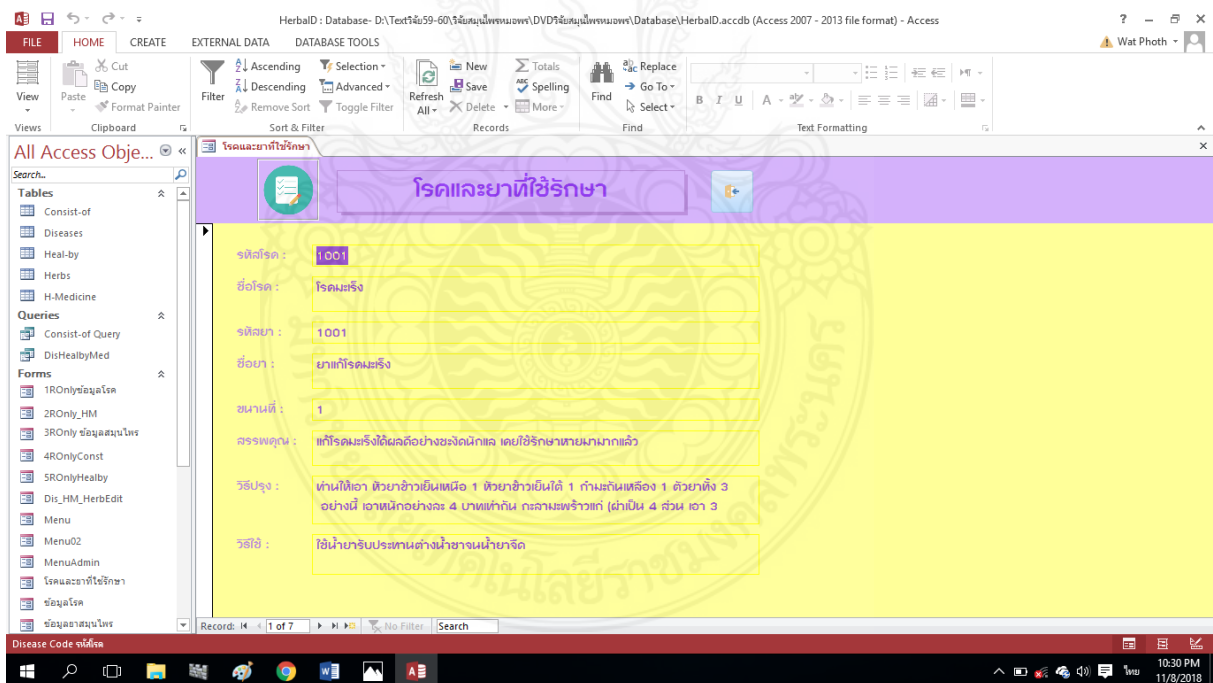 HerbalD : Database- D:\Textวิจัย59-60\วิจัยสมุนไพรหมอพร\DVDวิจัยสมุนไพรหมอพร\Database\HerbalD.accdb (Access 2007 - 2013 file format) - Access
FILE HOME CREATE EXTERNAL DATA DATABASE TOOLS Wat Photh
View Paste Cut Copy Format Painter
Filter Ascending Descending Remove Sort Selection Advanced Toggle Filter
Refresh All New Save Delete Totals Spelling More
Find Replace Go To Select
B I U A
Views Clipboard Sort & Filter Records Find Text Formatting
All Access Obje...
Search...
Tables
Consist-of
Diseases
Heal-by
Herbs
H-Medicine
Queries
Consist-of Query
DisHealbyMed
Forms
1ROnlyข้อมูลโรค
2ROnly_HM
3ROnly ข้อมูลสมุนไพร
4ROnlyConst
5ROnlyHealby
Dis_HM_HerbEdit
Menu
Menu02
MenuAdmin
โรคและยาที่ใช้รักษา
ข้อมูลโรค
ข้อมูลยาสมุนไพร
โรคและยาที่ใช้รักษา
โรคและยาที่ใช้รักษา
รหัสโรค : 1001
ชื่อโรค : โรคมะเร็ง
รหัสยา : 1001
ชื่อยา : ยาแก้โรคมะเร็ง
ขนานที่ : 1
สรรพคุณ : แก้โรคมะเร็งได้ผลดีอย่างชะงัดนักแล เคยใช้รักษาหายมามากแล้ว
วิธีปรุง : ท่านให้เอา หัวยาข้าวเย็นเหนือ 1 หัวยาข้าวเย็นใต้ 1 กำมะถันเหลือง 1 ตัวยาทั้ง 3
อย่างนี้ เอาหนักอย่างละ 4 บาทเท่ากัน กะลามะพร้าวแก่ (ผ่าเป็น 4 ส่วน เอา 3
วิธีใช้ : ใช้น้ำยารับประทานต่างน้ำชาจนน้ำยาจืด
Record: 1 of 7 No Filter Search
Disease Code รหัสโรค
ไทย
10:30 PM
11/8/2018